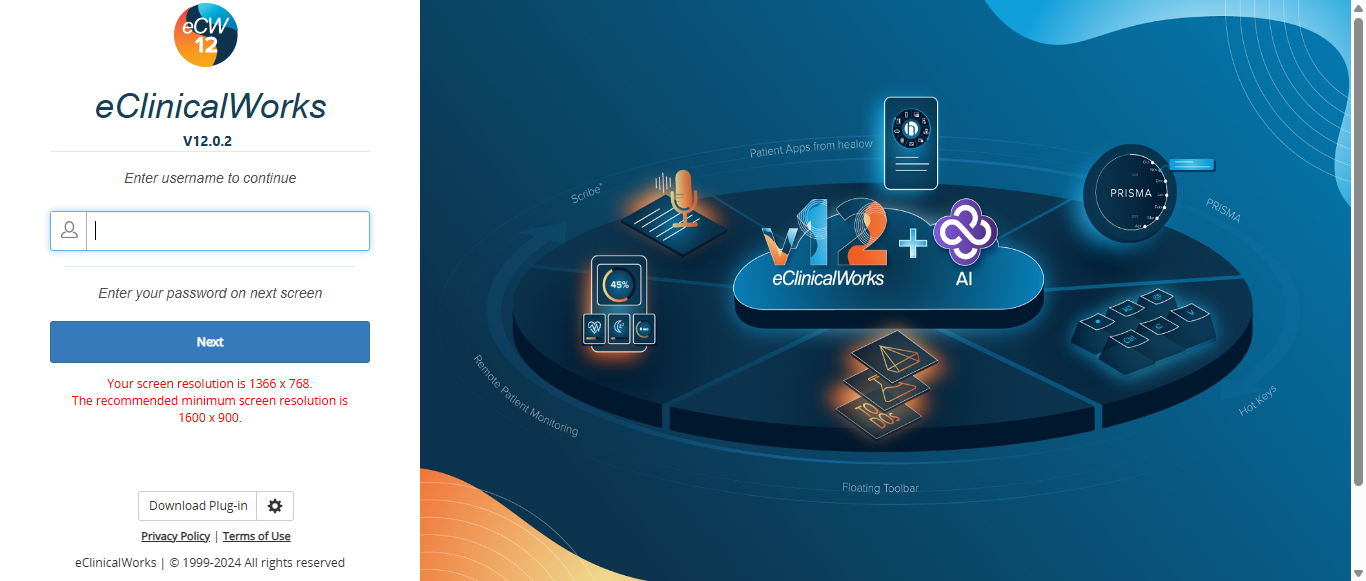 eCW
12
eClinicalWorks
V12.0.2
Enter username to continue
Enter your password on next screen
Next
Your screen resolution is 1366 x 768.
The recommended minimum screen resolution is
1600 x 900.
Download Plug-in
Privacy Policy | Terms of Use
eClinicalWorks | © 1999-2024 All rights reserved
Patient Apps from healow
Scribe*
PRISMA
PRISMA
v12 +
eClinicalWorks
AI
45%
Ctrl
C
V
TO
DOS
Remote Patient Monitoring
Hot Keys
Floating Toolbar